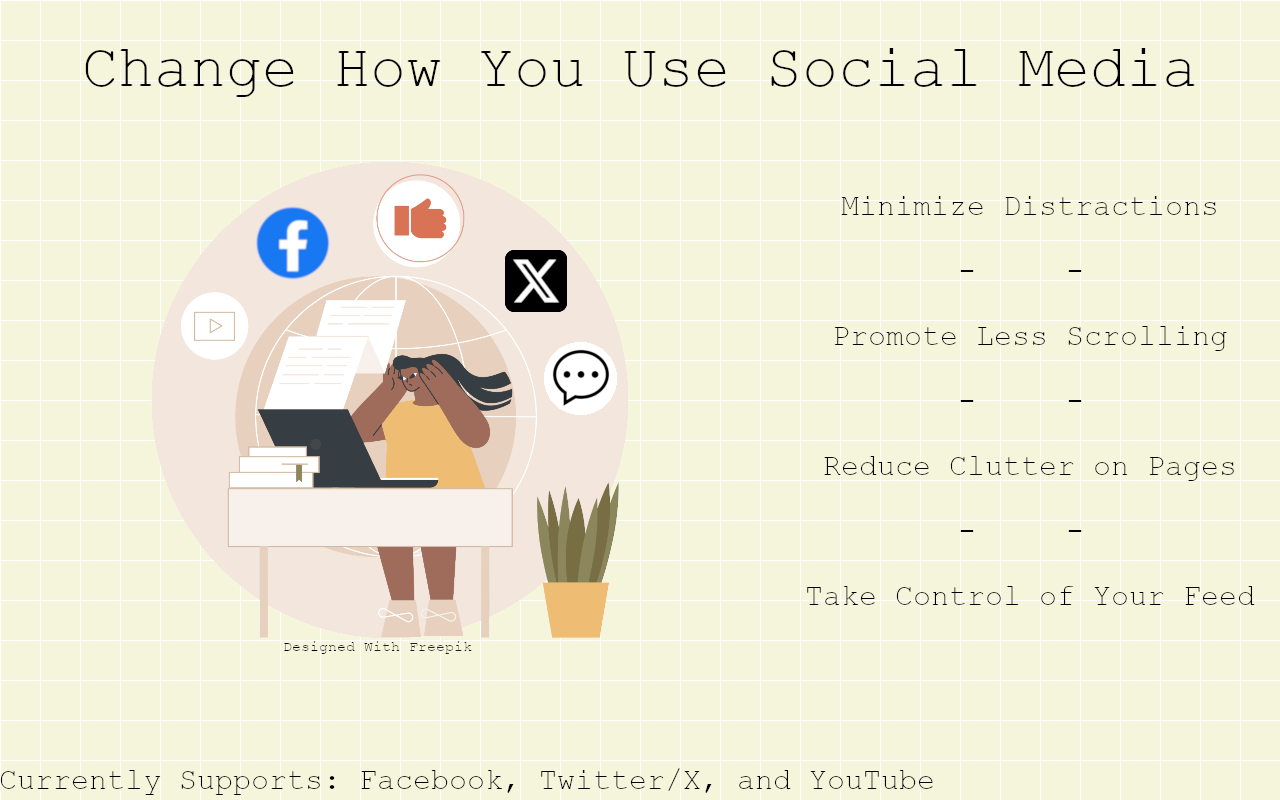 Change How You Use Social Media
Minimize Distractions
- -
Promote Less Scrolling
- -
Reduce Clutter on Pages
- -
Take Control of Your Feed
Designed With Freepik
Currently Supports: Facebook, Twitter/X, and YouTube